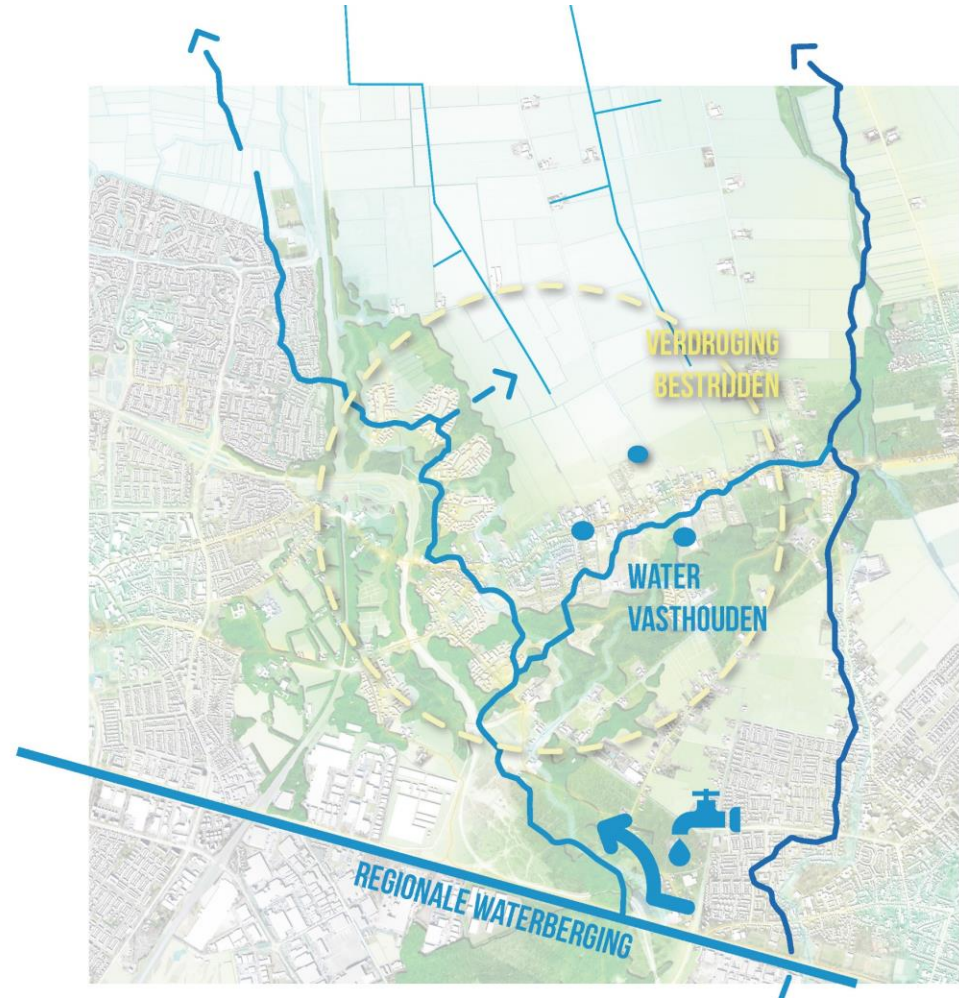 VERDROGING
BESTRIJDEN
WATER
VASTHOUDEN
REGIONALE WATERBERGING